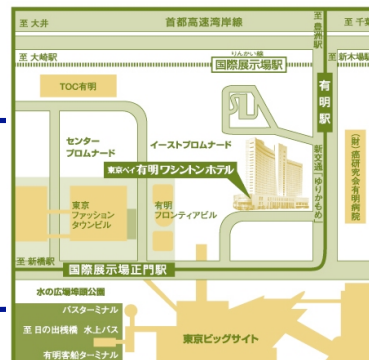 至 大井
首都高速湾岸線
至 豊洲駅
至 千葉
至 大崎駅
りんかい線
国際展示場駅
至 新木場駅
TOC有明
有明駅
センター
プロムナード
イーストプロムナード
東京ベイ有明ワシントンホテル
新交通「ゆりかもめ」
(財)癌研究会有明病院
東京
ファッション
タウンビル
有明
フロンティアビル
至 新橋駅
国際展示場正門駅
水の広場埠頭公園
バスターミナル
至 日の出桟橋 水上バス
有明客船ターミナル
東京ビッグサイト